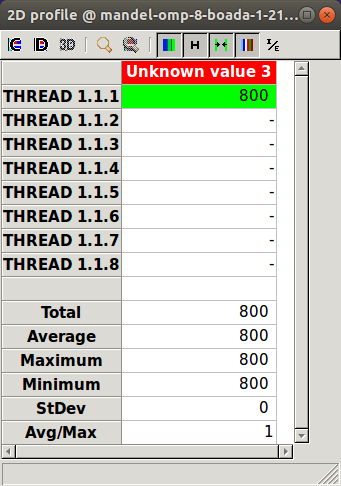 2D profile @ mandel-omp-8-boada-1-21...
3D I/E
Unknown value 3
THREAD 1.1.1 800
THREAD 1.1.2 -
THREAD 1.1.3 -
THREAD 1.1.4 -
THREAD 1.1.5 -
THREAD 1.1.6 -
THREAD 1.1.7 -
THREAD 1.1.8 -
Total 800
Average 800
Maximum 800
Minimum 800
StDev 0
Avg/Max 1